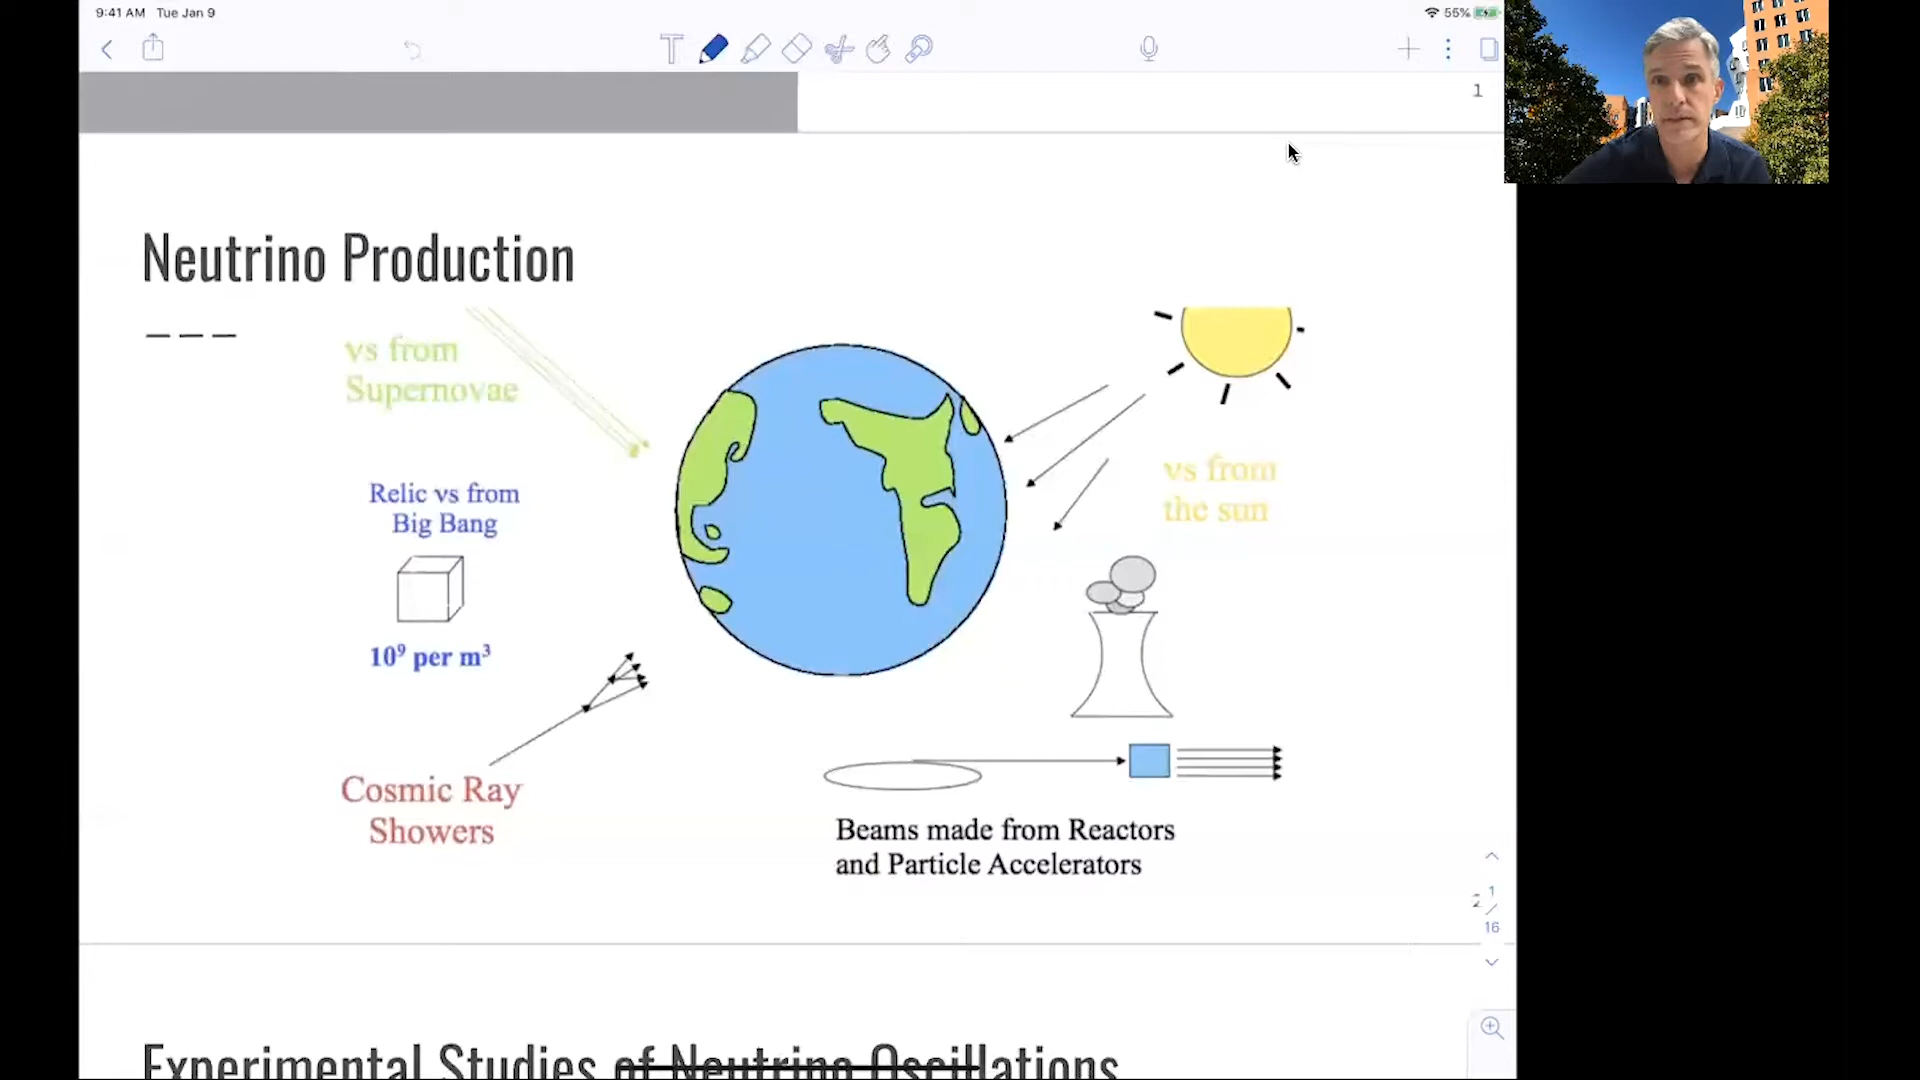 9:41 AM Tue Jan 9
55%
1
Neutrino Production
νs from
Supernovae
Relic νs from
Big Bang
10⁹ per m³
νs from
the sun
Cosmic Ray
Showers
Beams made from Reactors
and Particle Accelerators
2
1
/
16
Experimental Studies of Neutrino Oscillations